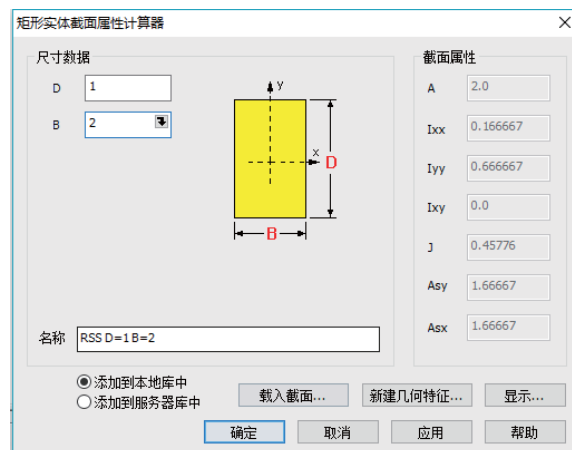 矩形实体截面属性计算器
尺寸数据
D 1
B 2
y
x
D
B
名称 RSS D=1 B=2
添加到本地库中
添加到服务器库中
截面属性
A 2.0
Ixx 0.166667
Iyy 0.666667
Ixy 0.0
J 0.45776
Asy 1.66667
Asx 1.66667
载入截面... 新建几何特征... 显示...
确定 取消 应用 帮助